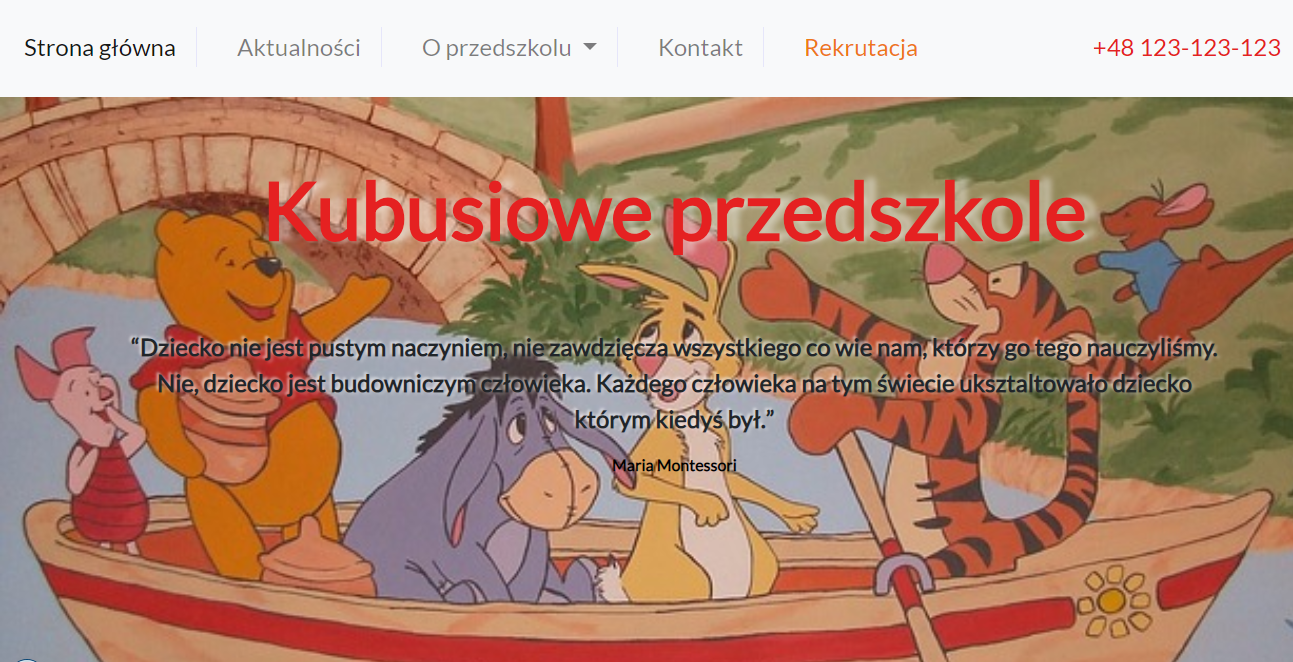 Strona główna Aktualności O przedszkolu Kontakt Rekrutacja +48 123-123-123
Kubusiowe przedszkole
“Dziecko nie jest pustym naczyniem, nie zawdzięcza wszystkiego co wie nam, którzy go tego nauczyliśmy.
Nie, dziecko jest budowniczym człowieka. Każdego człowieka na tym świecie uksztaltowało dziecko
którym kiedyś był.”
Maria Montessori